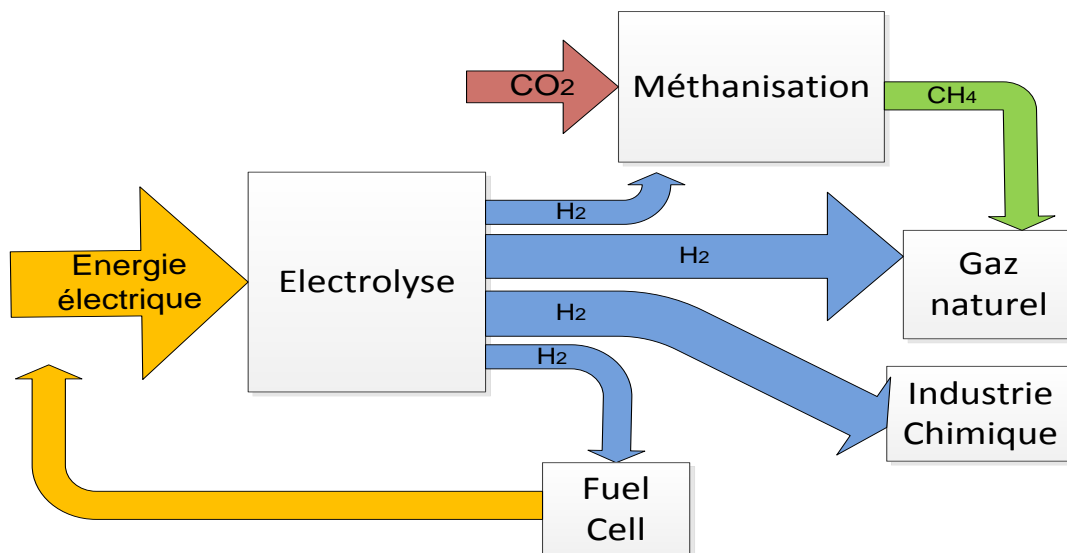 CO2
Méthanisation
CH4
H2
Energie
électrique
Electrolyse
H2
Gaz
naturel
H2
H2
Industrie
Chimique
Fuel
Cell